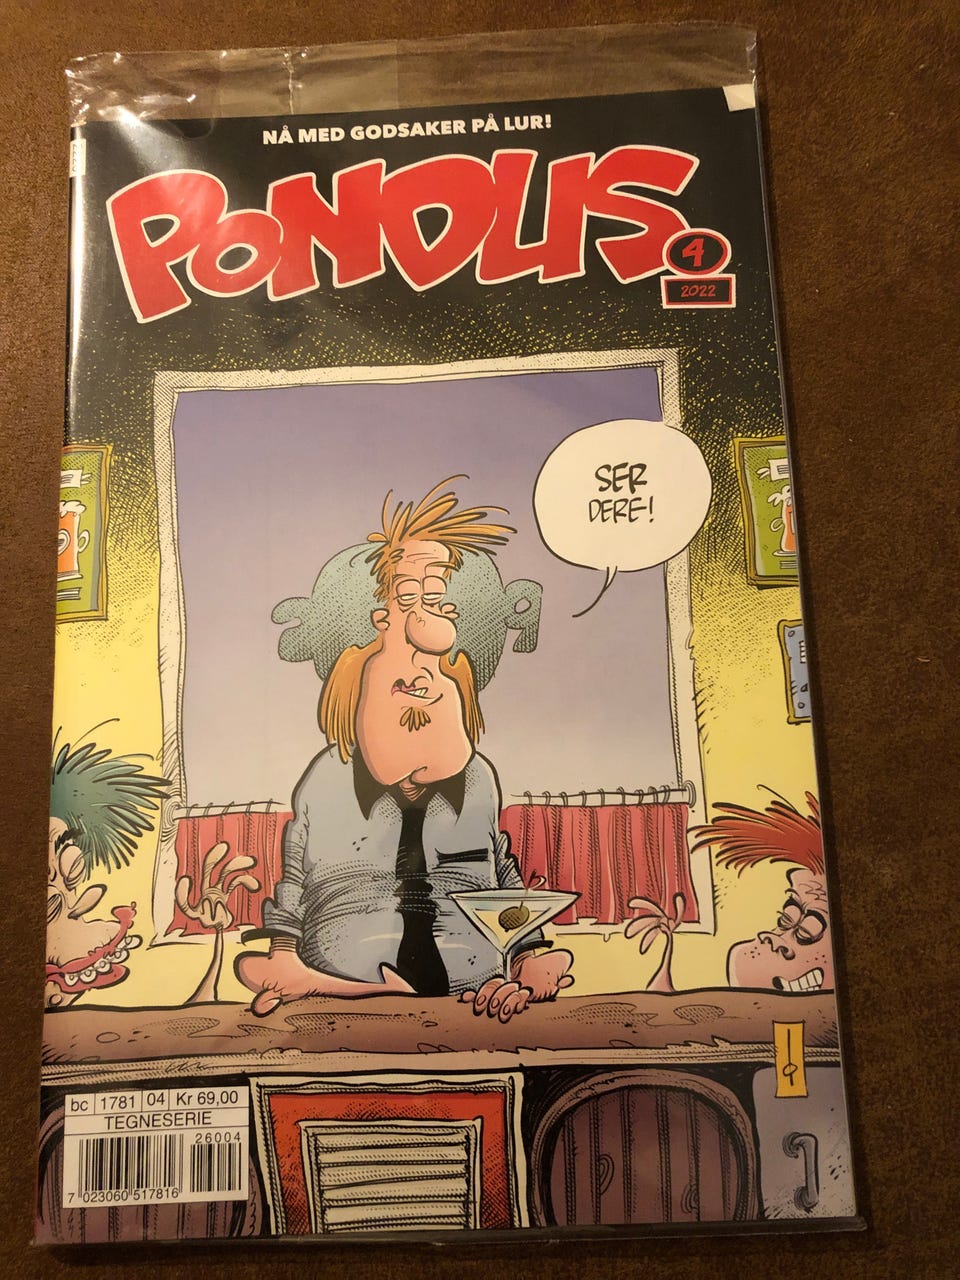 NÅ MED GODSAKER PÅ LUR!
PONDUS.
4
2022
SER
DERE!
bc 1781 04 Kr 69,00
TEGNESERIE
26004
7 023060 517816